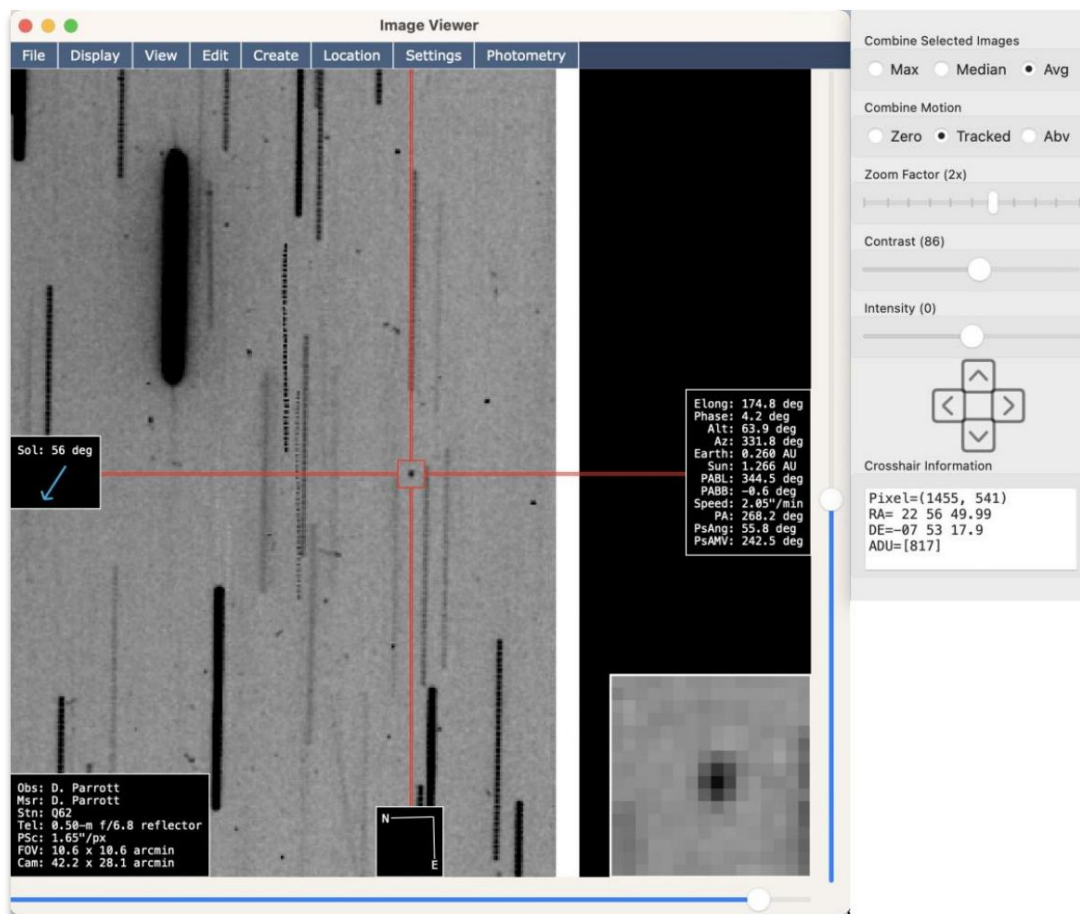 Image Viewer
File Display View Edit Create Location Settings Photometry
Combine Selected Images
Max Median Avg
Combine Motion
Zero Tracked Abv
Zoom Factor (2x)
Contrast (86)
Intensity (0)
Crosshair Information
Pixel=(1455, 541)
RA= 22 56 49.99
DE=-07 53 17.9
ADU=[817]
Sol: 56 deg
Elong: 174.8 deg
Phase: 4.2 deg
Alt: 63.9 deg
Az: 331.8 deg
Earth: 0.260 AU
Sun: 1.266 AU
PABL: 344.5 deg
PABB: -0.6 deg
Speed: 2.05"/min
PA: 268.2 deg
PsAng: 55.8 deg
PsAMV: 242.5 deg
Obs: D. Parrott
Msr: D. Parrott
Stn: Q62
Tel: 0.50-m f/6.8 reflector
PSc: 1.65"/px
FOV: 10.6 x 10.6 arcmin
Cam: 42.2 x 28.1 arcmin
N
E